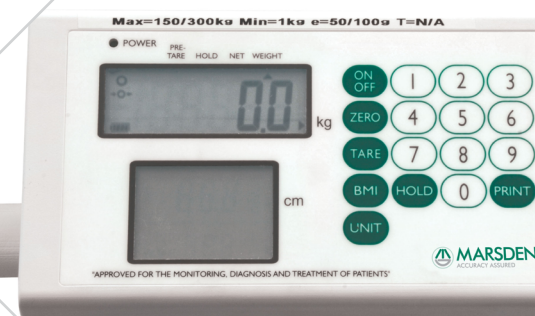 Max=150/300kg Min=1kg e=50/100g T=N/A
POWER PRE-TARE HOLD NET WEIGHT
0.0 kg
cm
ON OFF 1 2 3
ZERO 4 5 6
TARE 7 8 9
BMI HOLD 0 PRINT
UNIT
MARSDEN
ACCURACY ASSURED
"APPROVED FOR THE MONITORING, DIAGNOSIS AND TREATMENT OF PATIENTS"